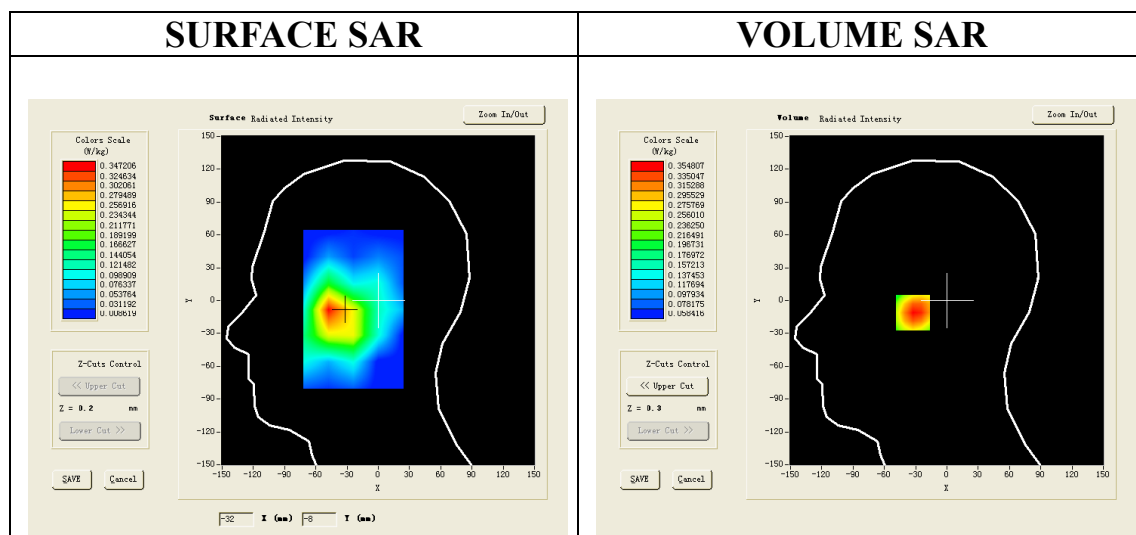 SURFACE SAR
VOLUME SAR
Surface Radiated Intensity
Zoom In/Out
Colors Scale
(W/kg)
0.347206
0.324634
0.302061
0.279489
0.256916
0.234344
0.211771
0.189199
0.166627
0.144054
0.121482
0.098909
0.076337
0.053764
0.031192
0.008619
150
120
90
60
30
Y 0
-30
-60
-90
-120
-150
-150 -120 -90 -60 -30 0 30 60 90 120 150
X
Z-Cuts Control
<< Upper Cut
Z = 0.2 mm
Lower Cut >>
SAVE Cancel
-32 X (mm) -8 Y (mm)
Volume Radiated Intensity
Zoom In/Out
Colors Scale
(W/kg)
0.354807
0.335047
0.315288
0.295529
0.275769
0.256010
0.236250
0.216491
0.196731
0.176972
0.157213
0.137453
0.117694
0.097934
0.078175
0.058416
150
120
90
60
30
Y 0
-30
-60
-90
-120
-150
-150 -120 -90 -60 -30 0 30 60 90 120 150
X
Z-Cuts Control
<< Upper Cut
Z = 0.3 mm
Lower Cut >>
SAVE Cancel